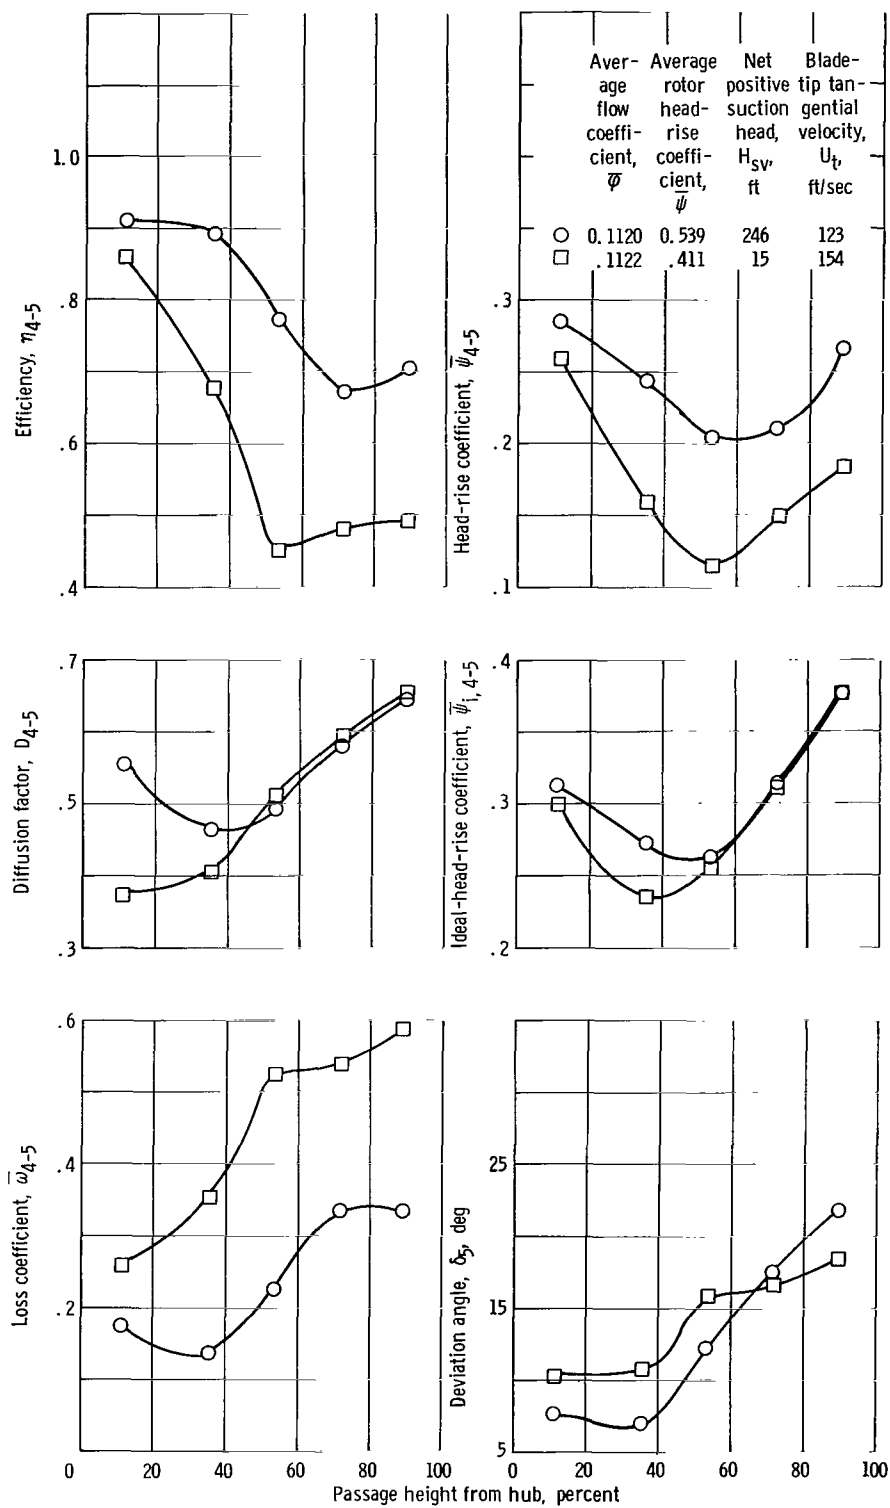 Aver-
age
flow
coeffi-
cient,
φ̅
Average
rotor
head-
rise
coeffi-
cient,
ψ̅
Net
positive
suction
head,
H_sv,
ft
Blade-
tip tan-
gential
velocity,
U_t,
ft/sec
0.1120 0.539 246 123
.1122 .411 15 154
Efficiency, η4-5
1.0
.8
.6
.4
Head-rise coefficient, ψ̅4-5
.3
.2
.1
Diffusion factor, D4-5
.7
.5
.3
Ideal-head-rise coefficient, ψ̅i, 4-5
.4
.3
.2
Loss coefficient, ω̅4-5
.6
.4
.2
0 20 40 60 80 100
Deviation angle, δ5, deg
25
15
5
0 20 40 60 80 100
Passage height from hub, percent